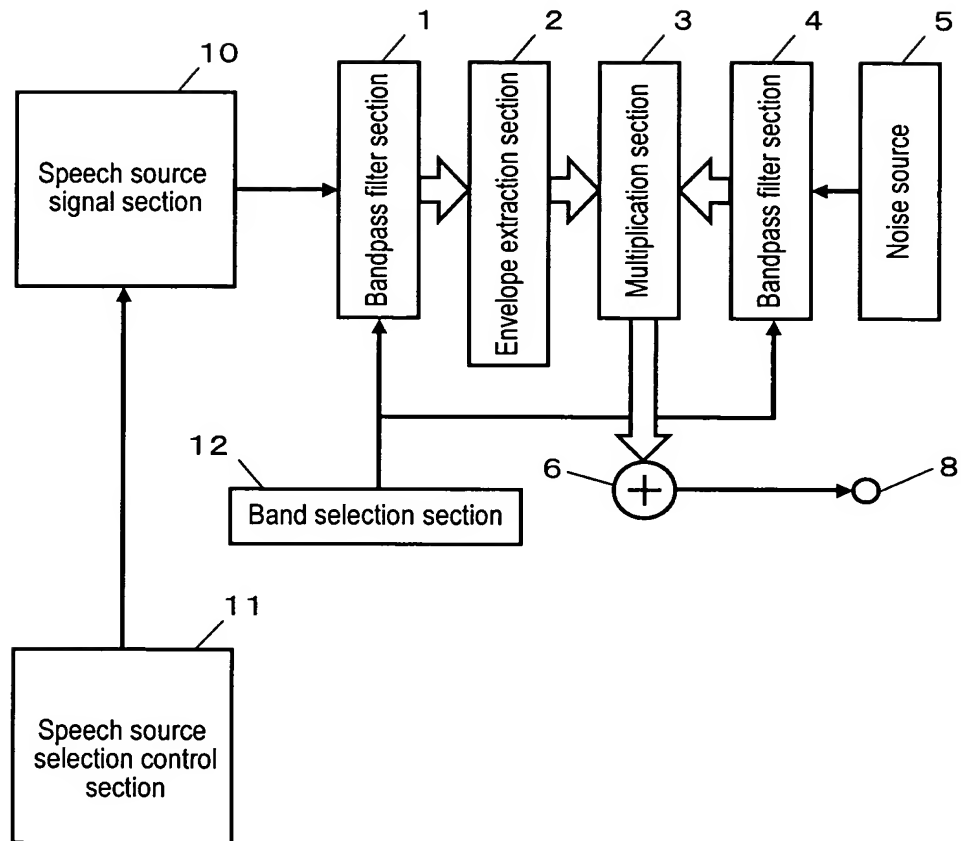 1
2
3
4
5
10
Speech source
signal section
Bandpass filter section
Envelope extraction section
Multiplication section
Bandpass filter section
Noise source
12
Band selection section
6
+
8
11
Speech source
selection control
section